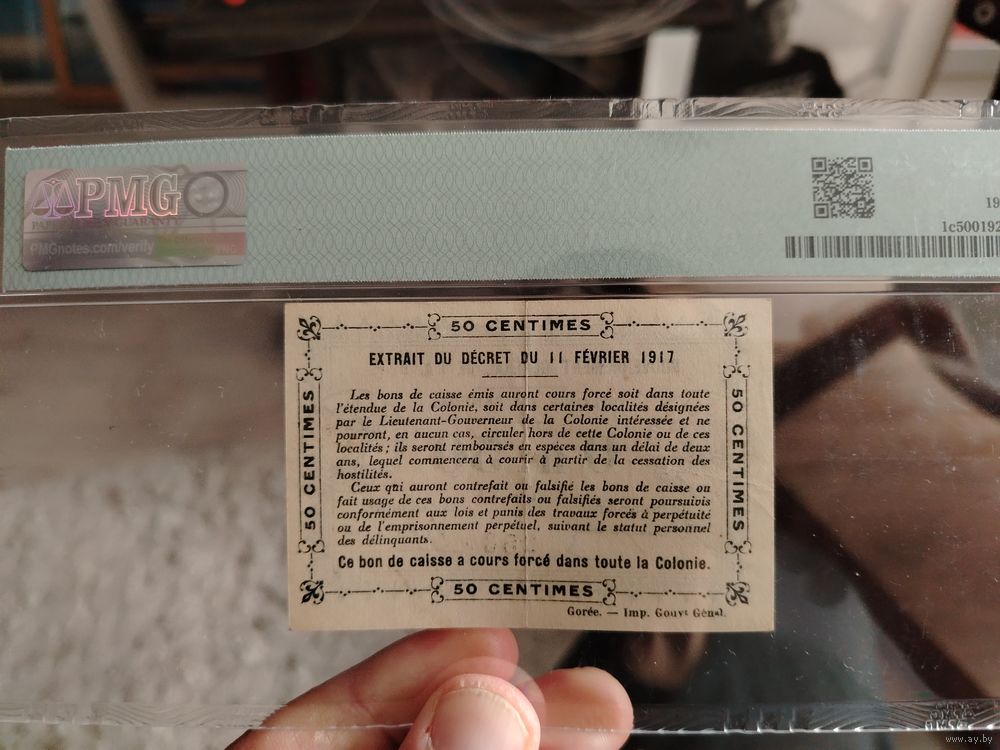 PMG
PMGnotes.com/verify
19
1c500192
50 CENTIMES
EXTRAIT DU DÉCRET DU 11 FÉVRIER 1917
Les bons de caisse émis auront cours forcé soit dans toute
l'étendue de la Colonie, soit dans certaines localités désignées
par le Lieutenant-Gouverneur de la Colonie intéressée et ne
pourront, en aucun cas, circuler hors de cette Colonie ou de ces
localités ; ils seront remboursés en espèces dans un délai de deux
ans, lequel commencera à courir à partir de la cessation des
hostilités.
Ceux qui auront contrefait ou falsifié les bons de caisse ou
fait usage de ces bons contrefaits ou falsifiés seront poursuivis
conformément aux lois et punis des travaux forcés à perpétuité
ou de l'emprisonnement perpétuel, suivant le statut personnel
des délinquants.
Ce bon de caisse a cours forcé dans toute la Colonie.
50 CENTIMES
50 CENTIMES
50 CENTIMES
Gorée. — Imp. Gouvt Génal.
www.ay.by